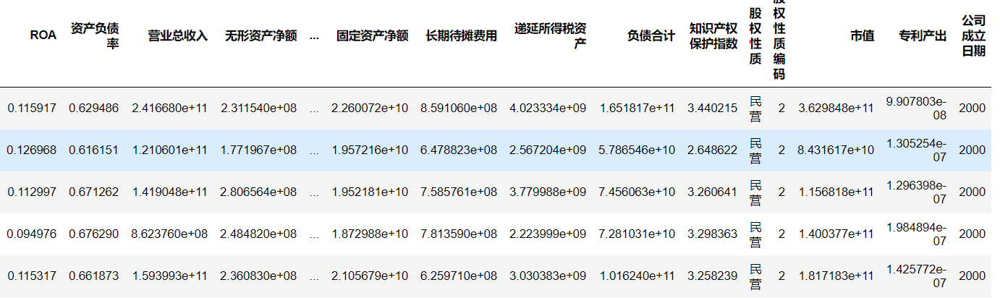 ROA 资产负债率 营业总收入 无形资产净额 ... 固定资产净额 长期待摊费用 递延所得税资产 负债合计 知识产权保护指数 股权性质 股权性质编码 市值 专利产出 公司成立日期
0.115917 0.629486 2.416680e+11 2.311540e+08 ... 2.260072e+10 8.591060e+08 4.023334e+09 1.651817e+11 3.440215 民营 2 3.629848e+11 9.907803e-08 2000
0.126968 0.616151 1.210601e+11 1.771967e+08 ... 1.957216e+10 6.478823e+08 2.567204e+09 5.786546e+10 2.648622 民营 2 8.431617e+10 1.305254e-07 2000
0.112997 0.671262 1.419048e+11 2.806564e+08 ... 1.952181e+10 7.585761e+08 3.779988e+09 7.456063e+10 3.260641 民营 2 1.156818e+11 1.296398e-07 2000
0.094976 0.676290 8.623760e+08 2.484820e+08 ... 1.872988e+10 7.813590e+08 2.223999e+09 7.281031e+10 3.298363 民营 2 1.400377e+11 1.984894e-07 2000
0.115317 0.661873 1.593993e+11 2.360830e+08 ... 2.105679e+10 6.259710e+08 3.030383e+09 1.016240e+11 3.258239 民营 2 1.817183e+11 1.425772e-07 2000